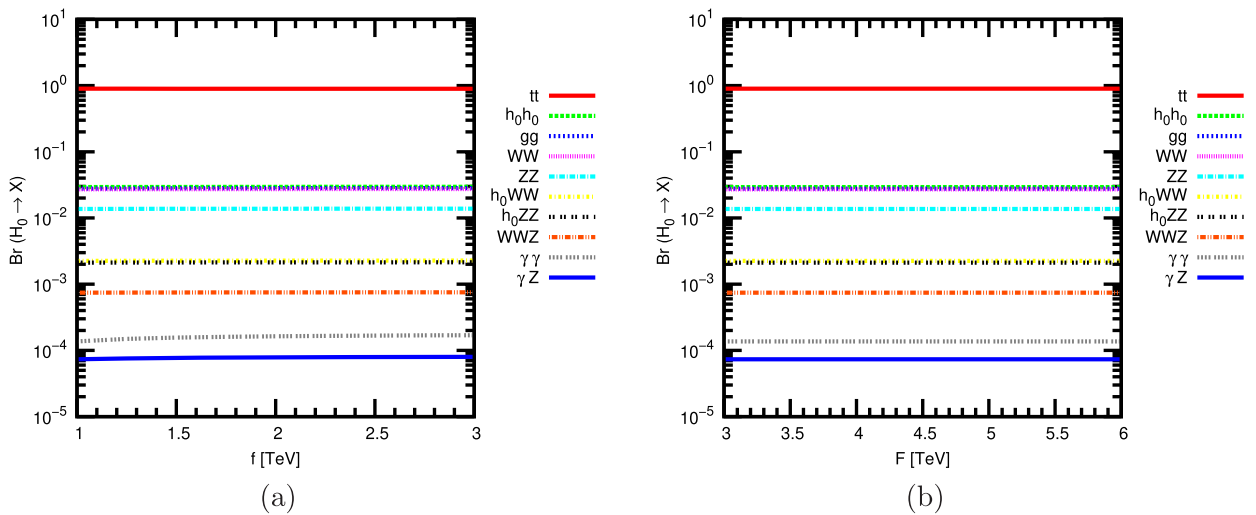 10^1
10^0
10^-1
10^-2
10^-3
10^-4
10^-5
Br (H_0 → X)
1 1.5 2 2.5 3
f [TeV]
tt
h_0h_0
gg
WW
ZZ
h_0WW
h_0ZZ
WWZ
γ γ
γ Z
(a)
10^1
10^0
10^-1
10^-2
10^-3
10^-4
10^-5
Br (H_0 → X)
3 3.5 4 4.5 5 5.5 6
F [TeV]
tt
h_0h_0
gg
WW
ZZ
h_0WW
h_0ZZ
WWZ
γ γ
γ Z
(b)